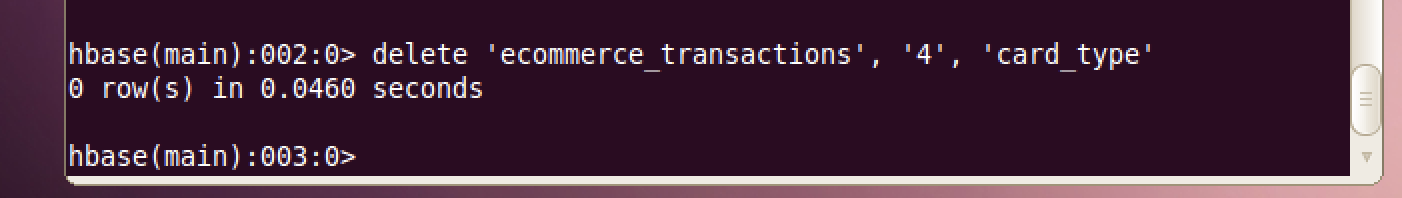 hbase(main):002:0> delete 'ecommerce_transactions', '4', 'card_type'
0 row(s) in 0.0460 seconds
hbase(main):003:0>